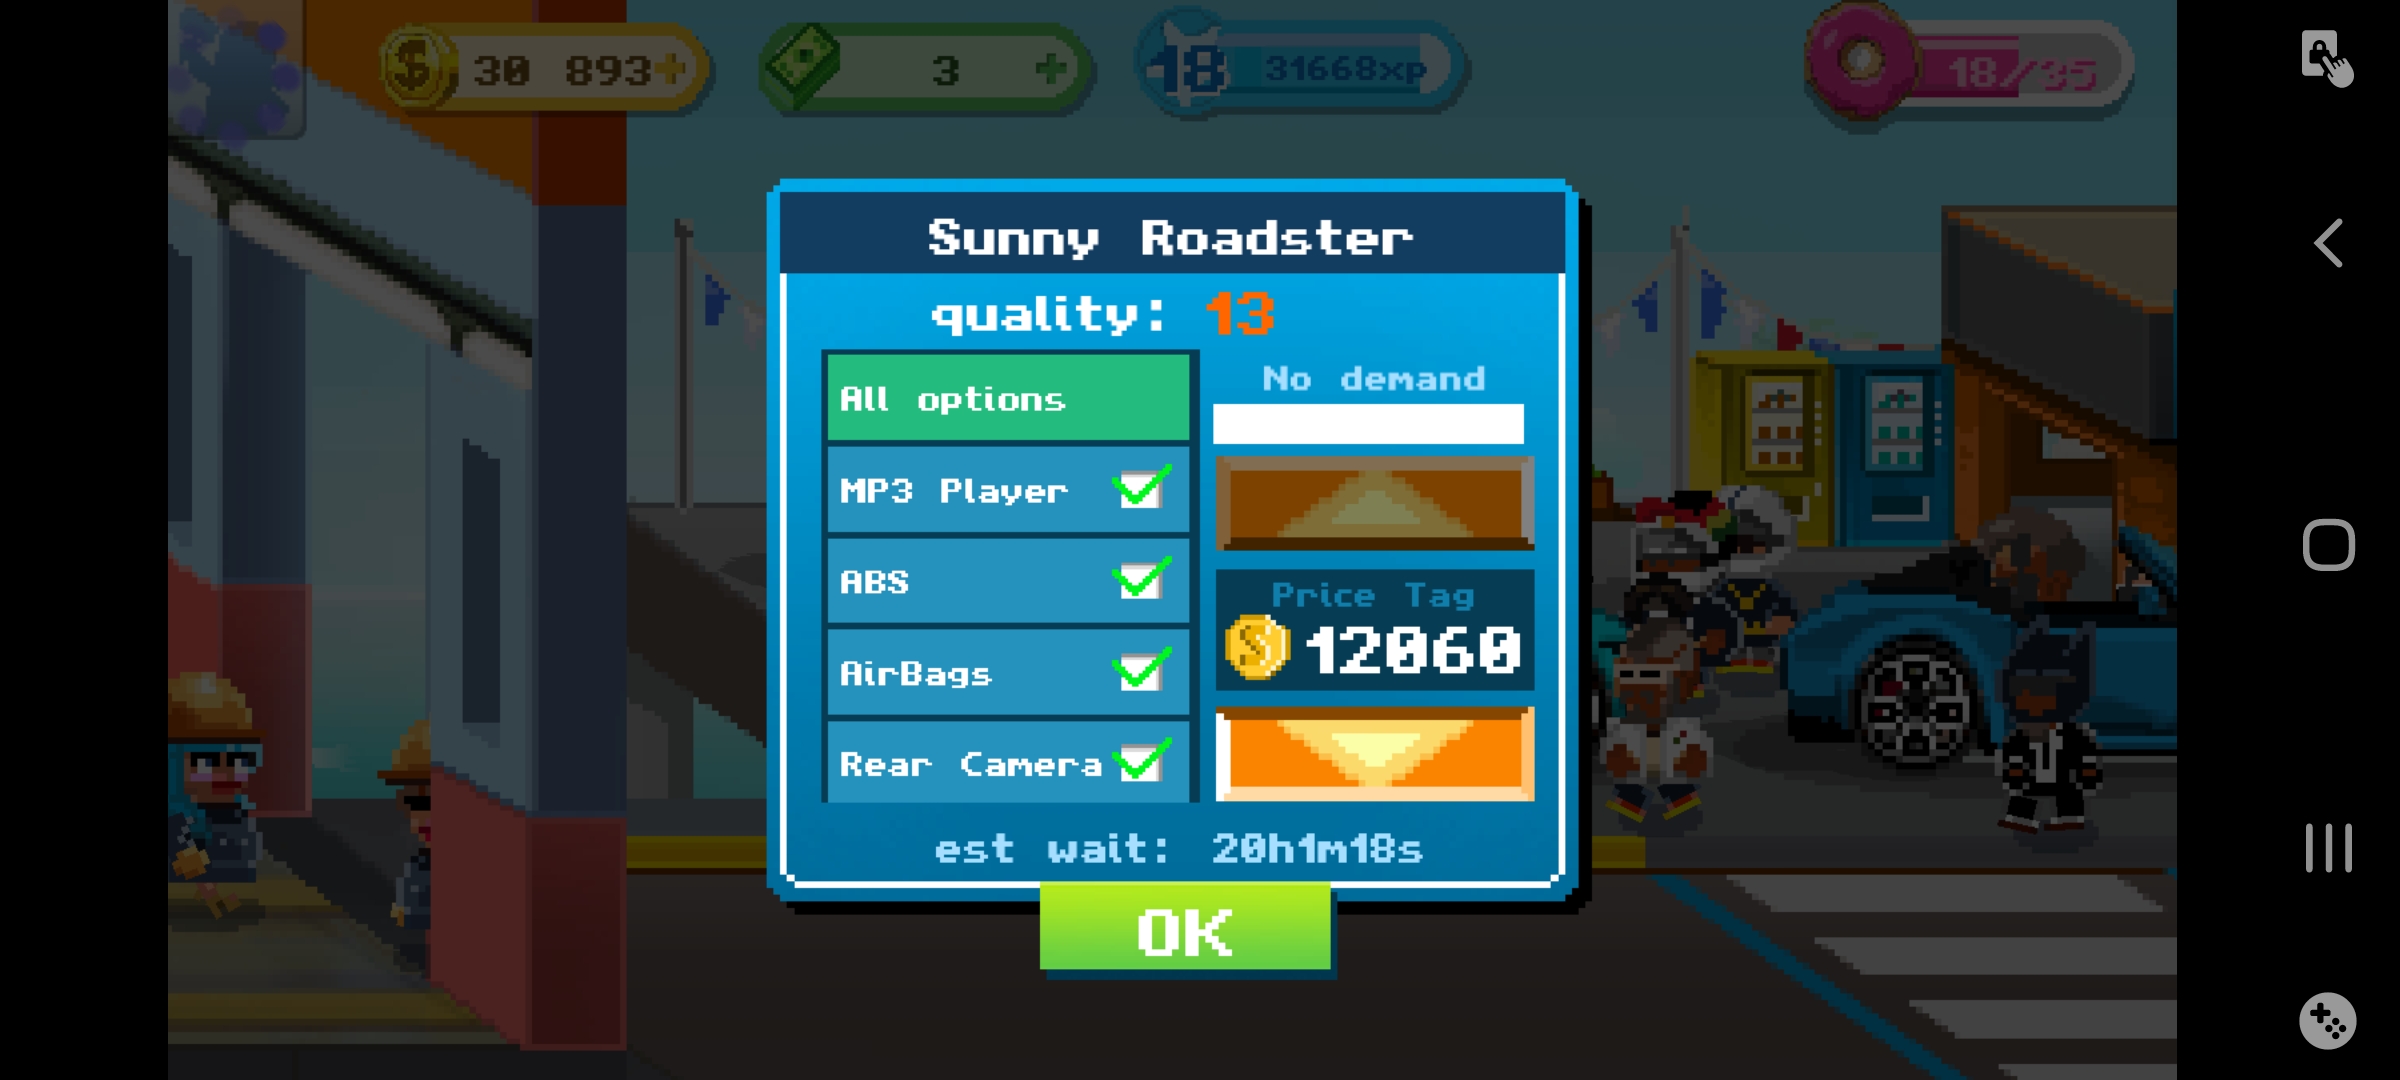 30 893+
3 +
18 31668xp
18/35
Sunny Roadster
quality: 13
All options
MP3 Player
ABS
AirBags
Rear Camera
No demand
Price Tag
12060
est wait: 20h1m18s
OK